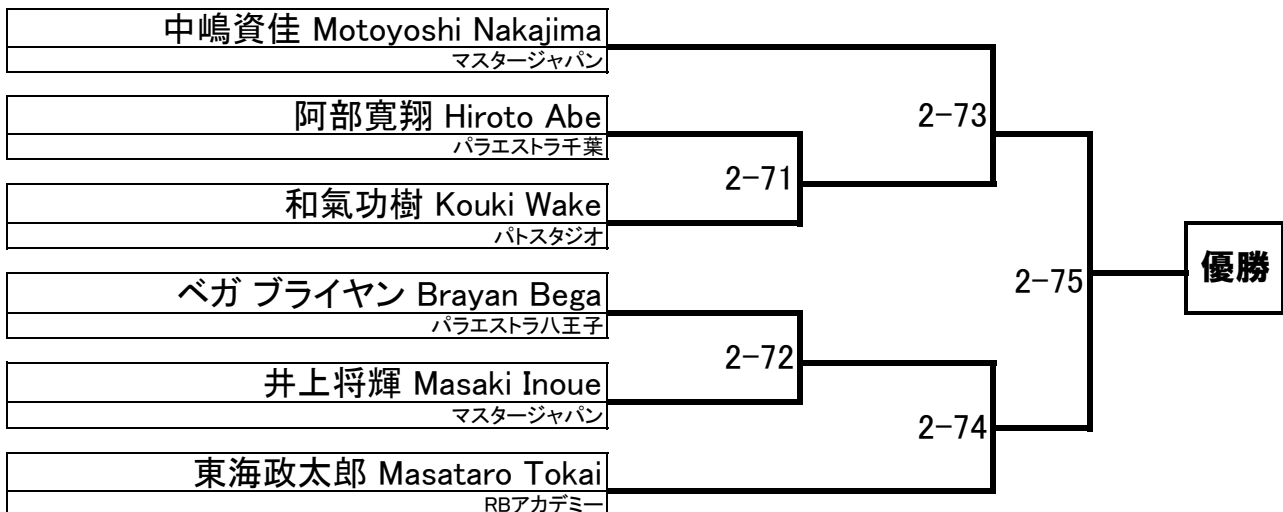 中嶋資佳 Motoyoshi Nakajima
マスタージャパン
阿部寛翔 Hiroto Abe
パラエストラ千葉
和氣功樹 Kouki Wake
パトスタジオ
ベガ ブライヤン Brayan Bega
パラエストラ八王子
井上将輝 Masaki Inoue
マスタージャパン
東海政太郎 Masataro Tokai
RBアカデミー
2-71
2-72
2-73
2-74
2-75
優勝